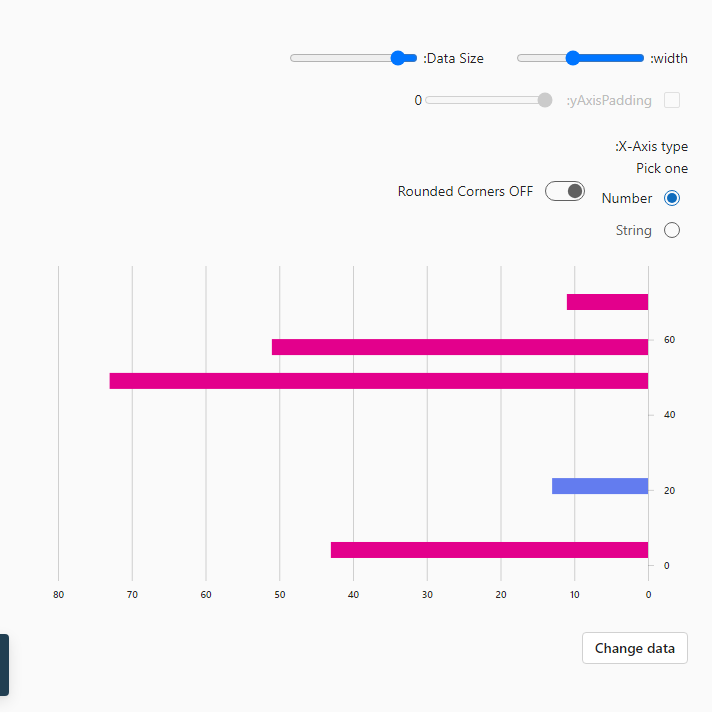 :width
:Data Size
:yAxisPadding
0
:X-Axis type
Pick one
Number
String
Rounded Corners OFF
60
40
20
0
80 70 60 50 40 30 20 10 0
Change data